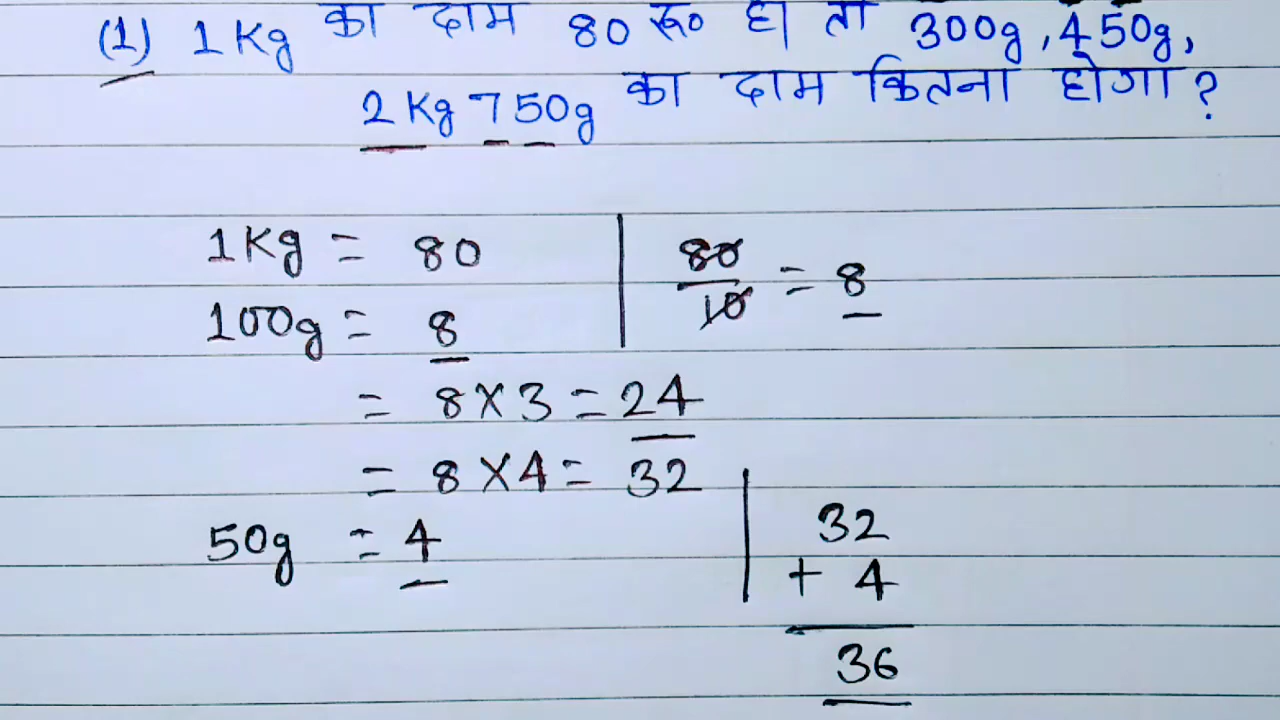 (1) 1Kg का दाम 80 रू० हो तो 300g, 450g,
2Kg 750g का दाम कितना होगा?
1Kg = 80
80/10 = 8
100g = 8
= 8×3 = 24
= 8×4 = 32
50g = 4
32
+ 4
36